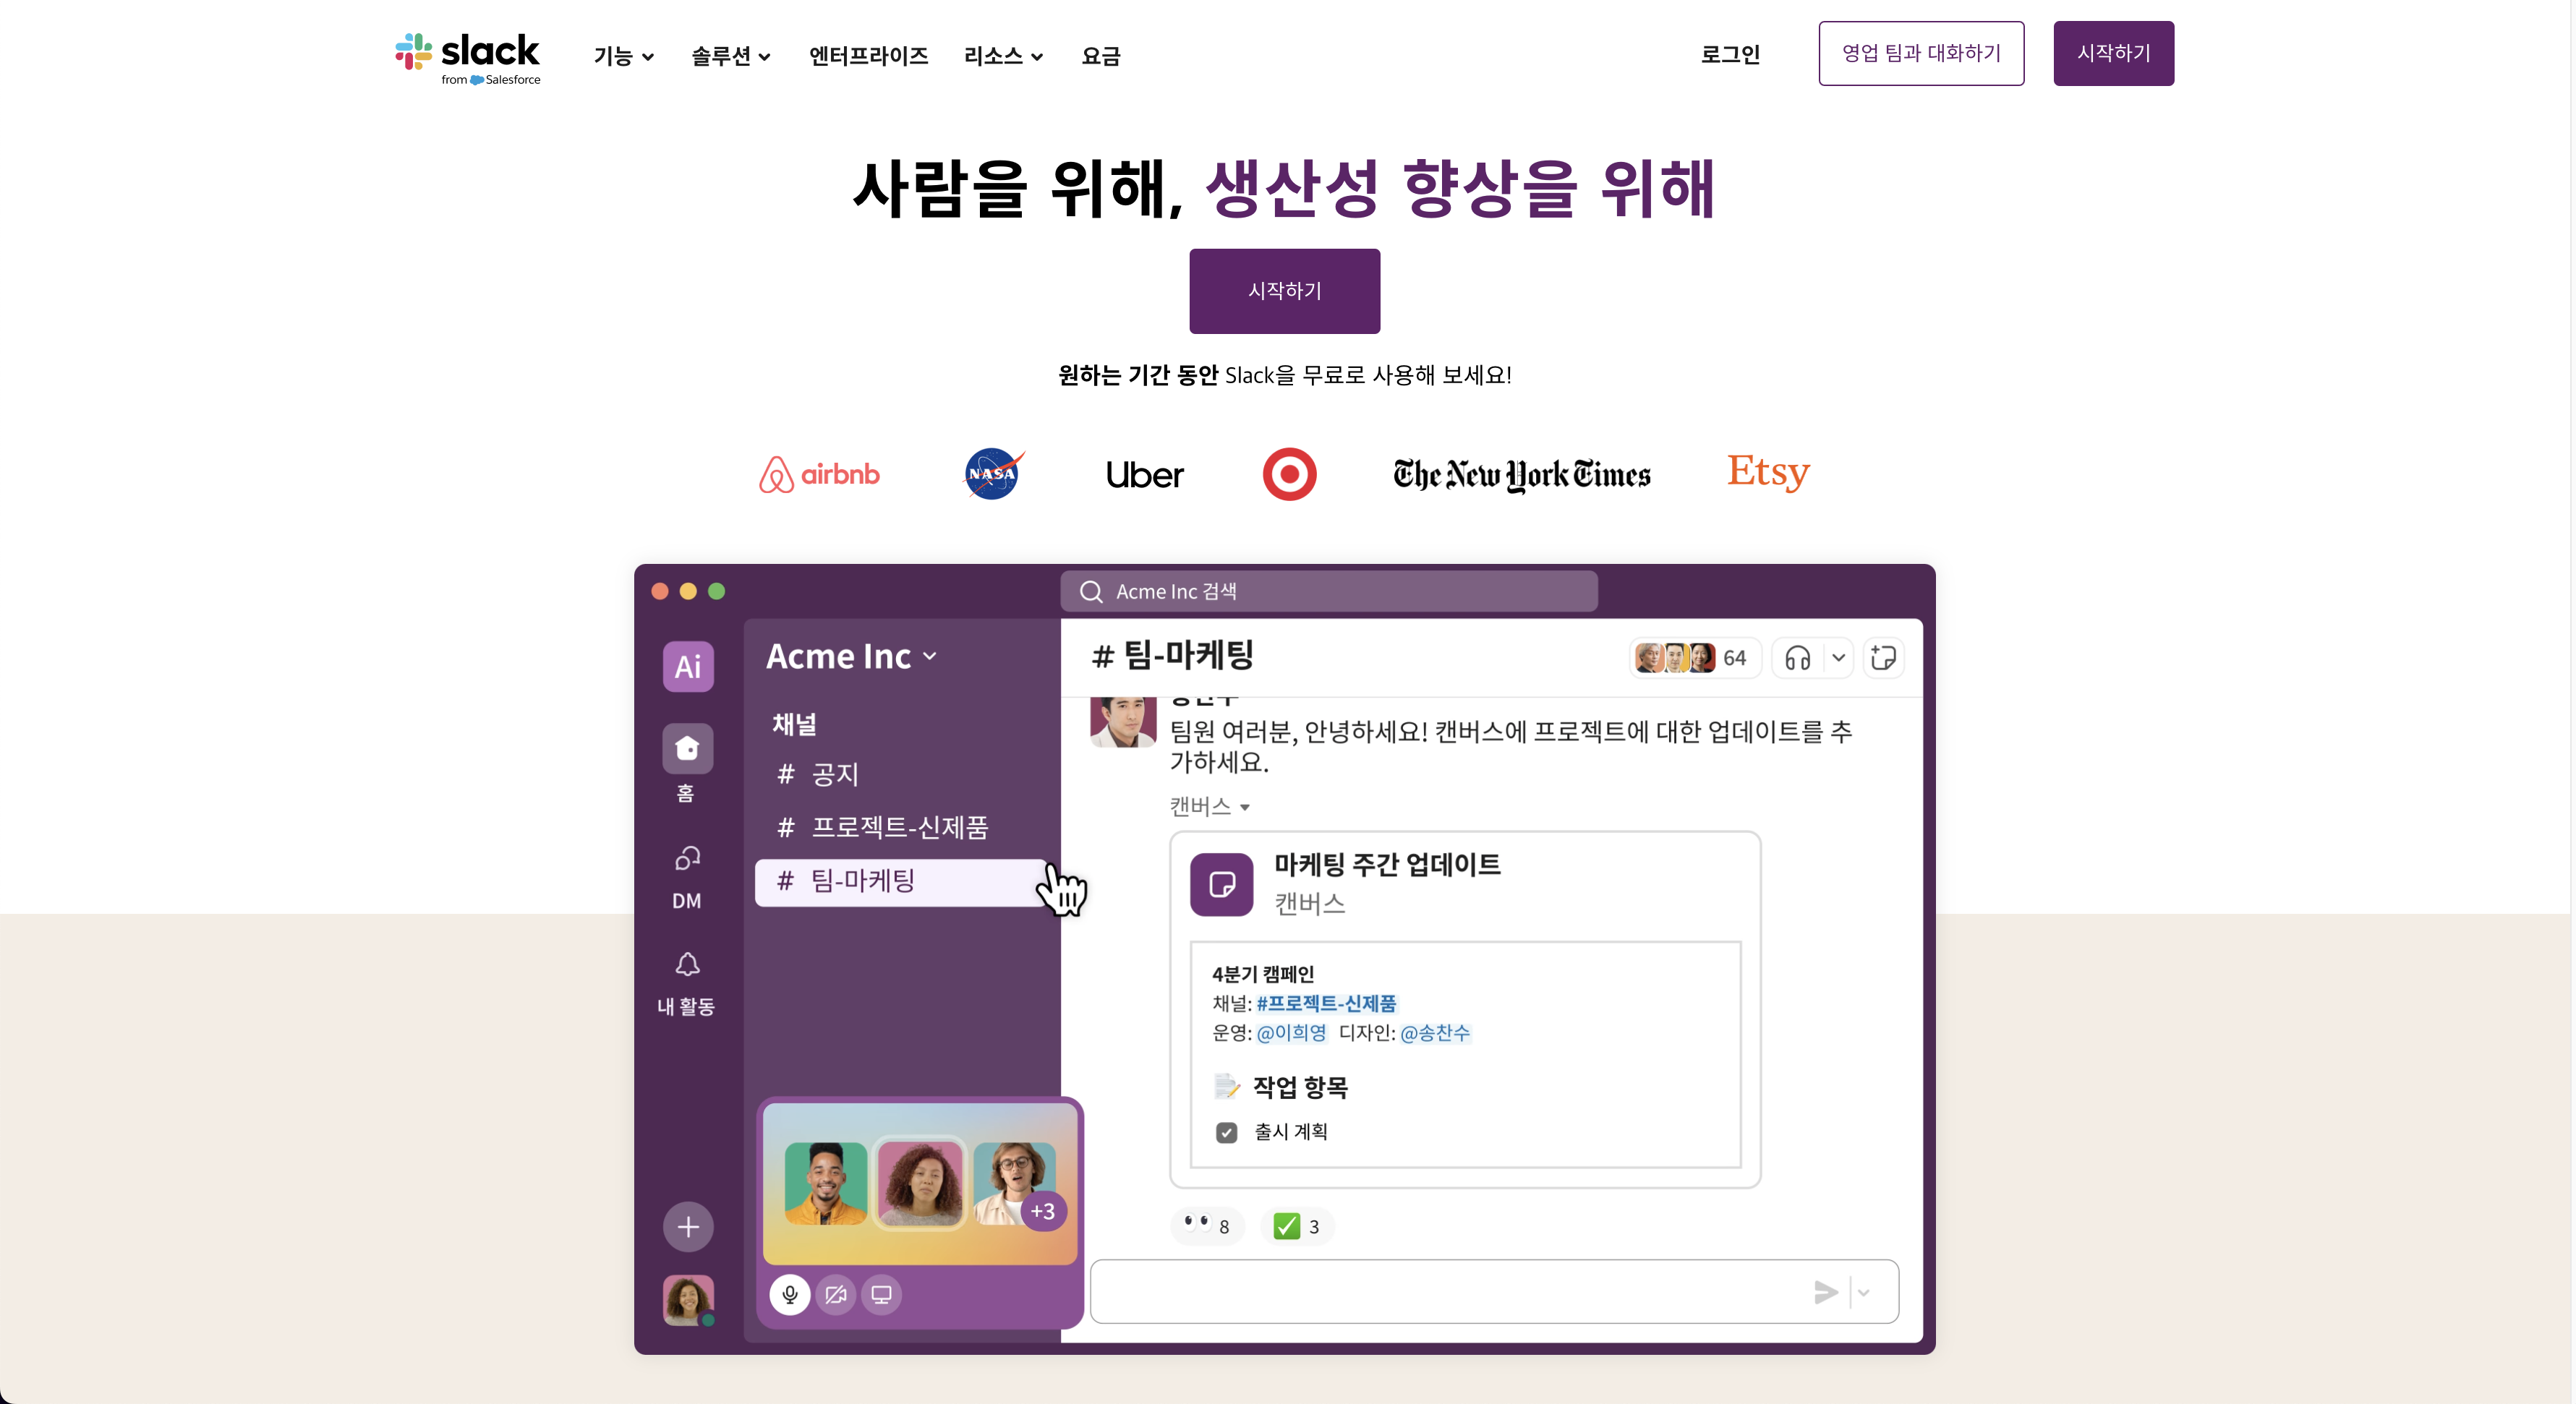 slack
from Salesforce
기능
솔루션
엔터프라이즈
리소스
요금
로그인
영업 팀과 대화하기
시작하기
사람을 위해, 생산성 향상을 위해
시작하기
원하는 기간 동안 Slack을 무료로 사용해 보세요!
airbnb
NASA
Uber
The New York Times
Etsy
Acme Inc 검색
Ai
홈
DM
내 활동
Acme Inc
채널
# 공지
# 프로젝트-신제품
# 팀-마케팅
+3
# 팀-마케팅
64
팀원 여러분, 안녕하세요! 캔버스에 프로젝트에 대한 업데이트를 추
가하세요.
캔버스
마케팅 주간 업데이트
캔버스
4분기 캠페인
채널: #프로젝트-신제품
운영: @이희영 디자인: @송찬수
작업 항목
출시 계획
8
3